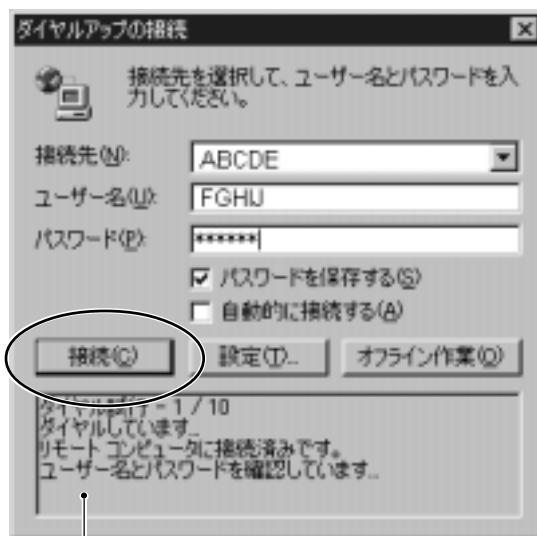 ダイヤルアップの接続
接続先を選択して、ユーザー名とパスワードを入
力してください。
接続先(N):
ABCDE
ユーザー名(U):
FGHIJ
パスワード(P):
******
パスワードを保存する(S)
自動的に接続する(A)
接続(C)
設定(T)...
オフライン作業(O)
ダイヤル試行 - 1 / 10
ダイヤルしています...
リモート コンピュータに接続済みです。
ユーザー名とパスワードを確認しています...